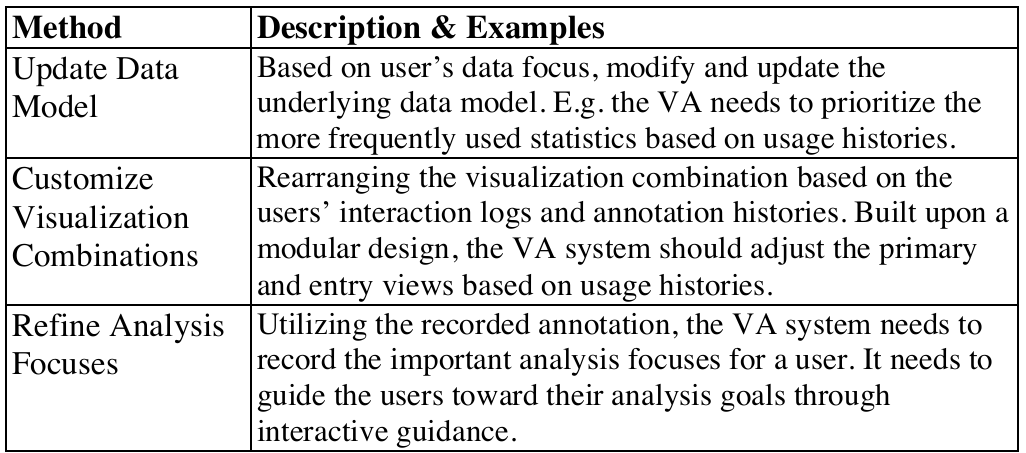 Method
Description & Examples
Update Data
Model
Based on user's data focus, modify and update the
underlying data model. E.g. the VA needs to prioritize the
more frequently used statistics based on usage histories.
Customize
Visualization
Combinations
Rearranging the visualization combination based on the
users' interaction logs and annotation histories. Built upon a
modular design, the VA system should adjust the primary
and entry views based on usage histories.
Refine Analysis
Focuses
Utilizing the recorded annotation, the VA system needs to
record the important analysis focuses for a user. It needs to
guide the users toward their analysis goals through
interactive guidance.